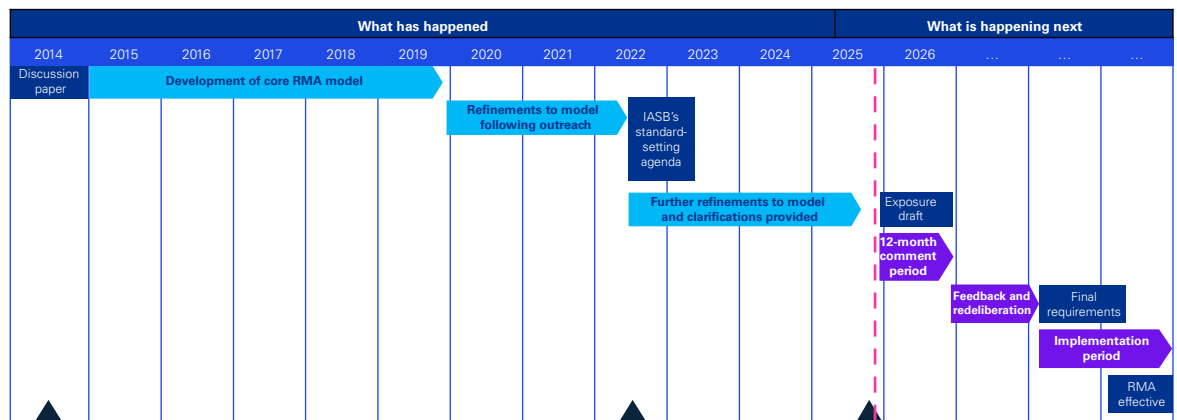 What has happened
What is happening next
2014 2015 2016 2017 2018 2019 2020 2021 2022 2023 2024 2025 2026 ... ... ...
Discussion
paper
Development of core RMA model
Refinements to model
following outreach
IASB's
standard-
setting
agenda
Further refinements to model
and clarifications provided
Exposure
draft
12-month
comment
period
Feedback and
redeliberation
Final
requirements
Implementation
period
RMA
effective